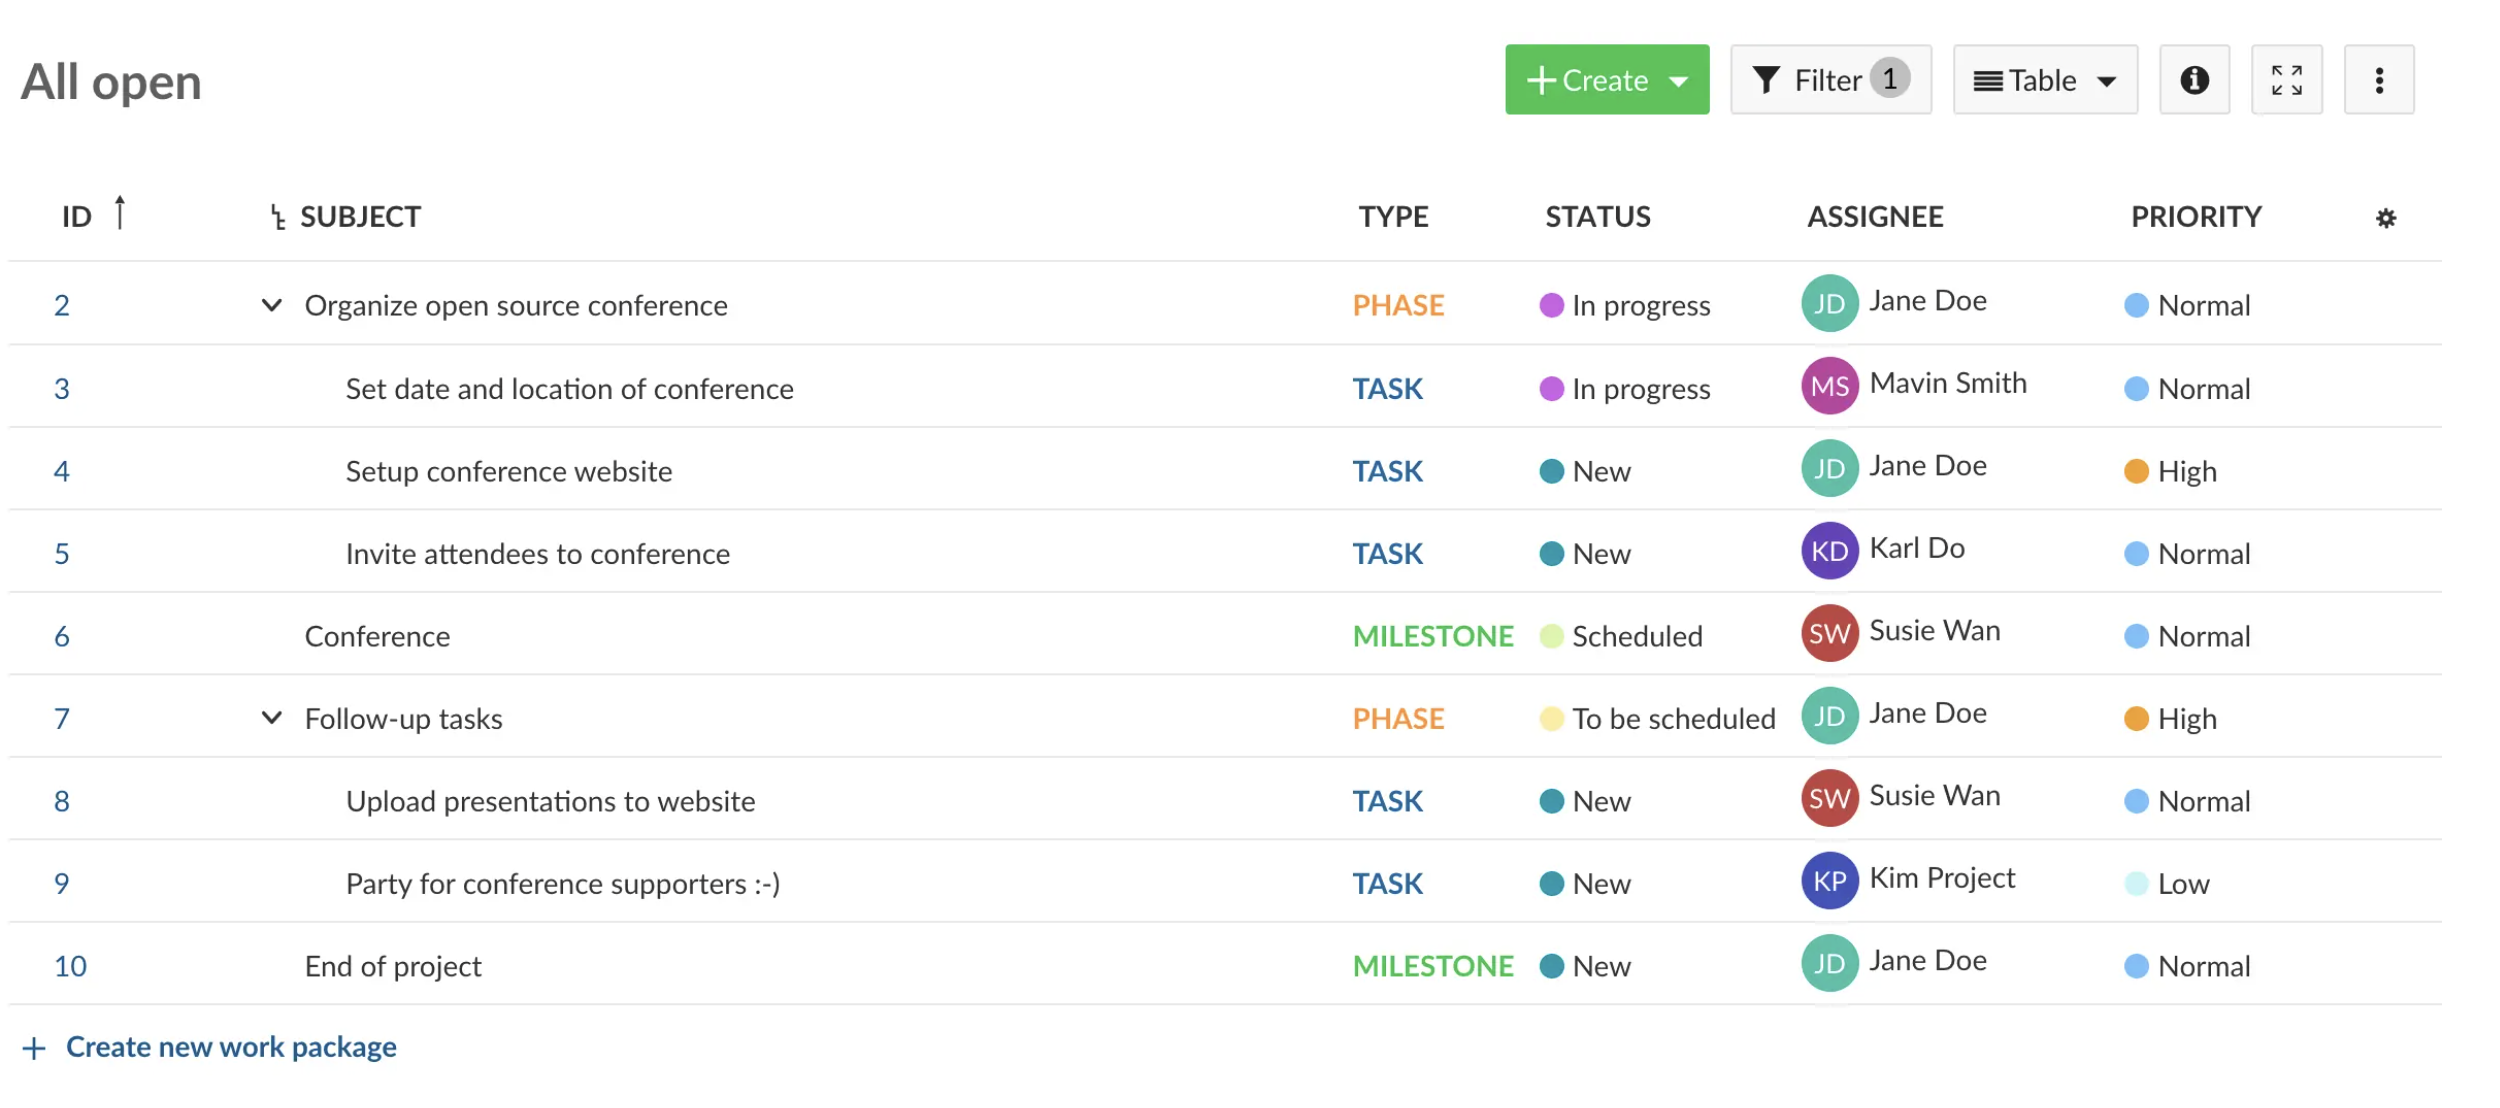 All open
Create Filter 1 Table
ID SUBJECT TYPE STATUS ASSIGNEE PRIORITY
2 Organize open source conference PHASE In progress JD Jane Doe Normal
3 Set date and location of conference TASK In progress MS Mavin Smith Normal
4 Setup conference website TASK New JD Jane Doe High
5 Invite attendees to conference TASK New KD Karl Do Normal
6 Conference MILESTONE Scheduled SW Susie Wan Normal
7 Follow-up tasks PHASE To be scheduled JD Jane Doe High
8 Upload presentations to website TASK New SW Susie Wan Normal
9 Party for conference supporters :-) TASK New KP Kim Project Low
10 End of project MILESTONE New JD Jane Doe Normal
+ Create new work package